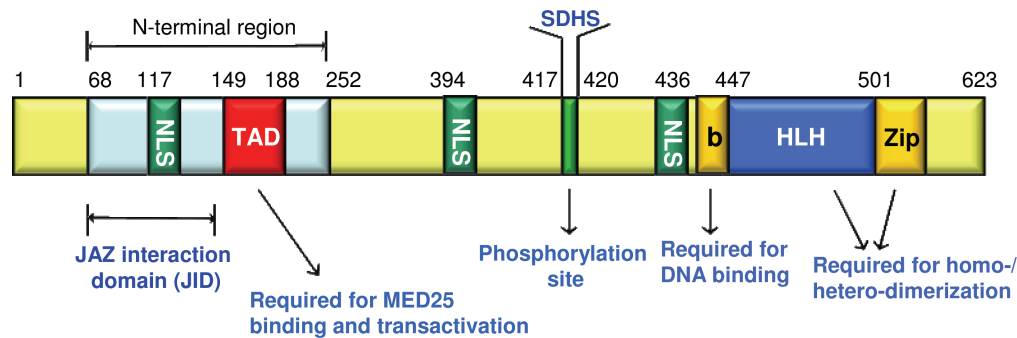 SDHS
N-terminal region
1 68 117 149 188 252 394 417 420 436 447 501 623
NLS TAD NLS NLS b HLH Zip
JAZ interaction
domain (JID)
Required for MED25
binding and transactivation
Phosphorylation
site
Required for
DNA binding
Required for homo-/
hetero-dimerization